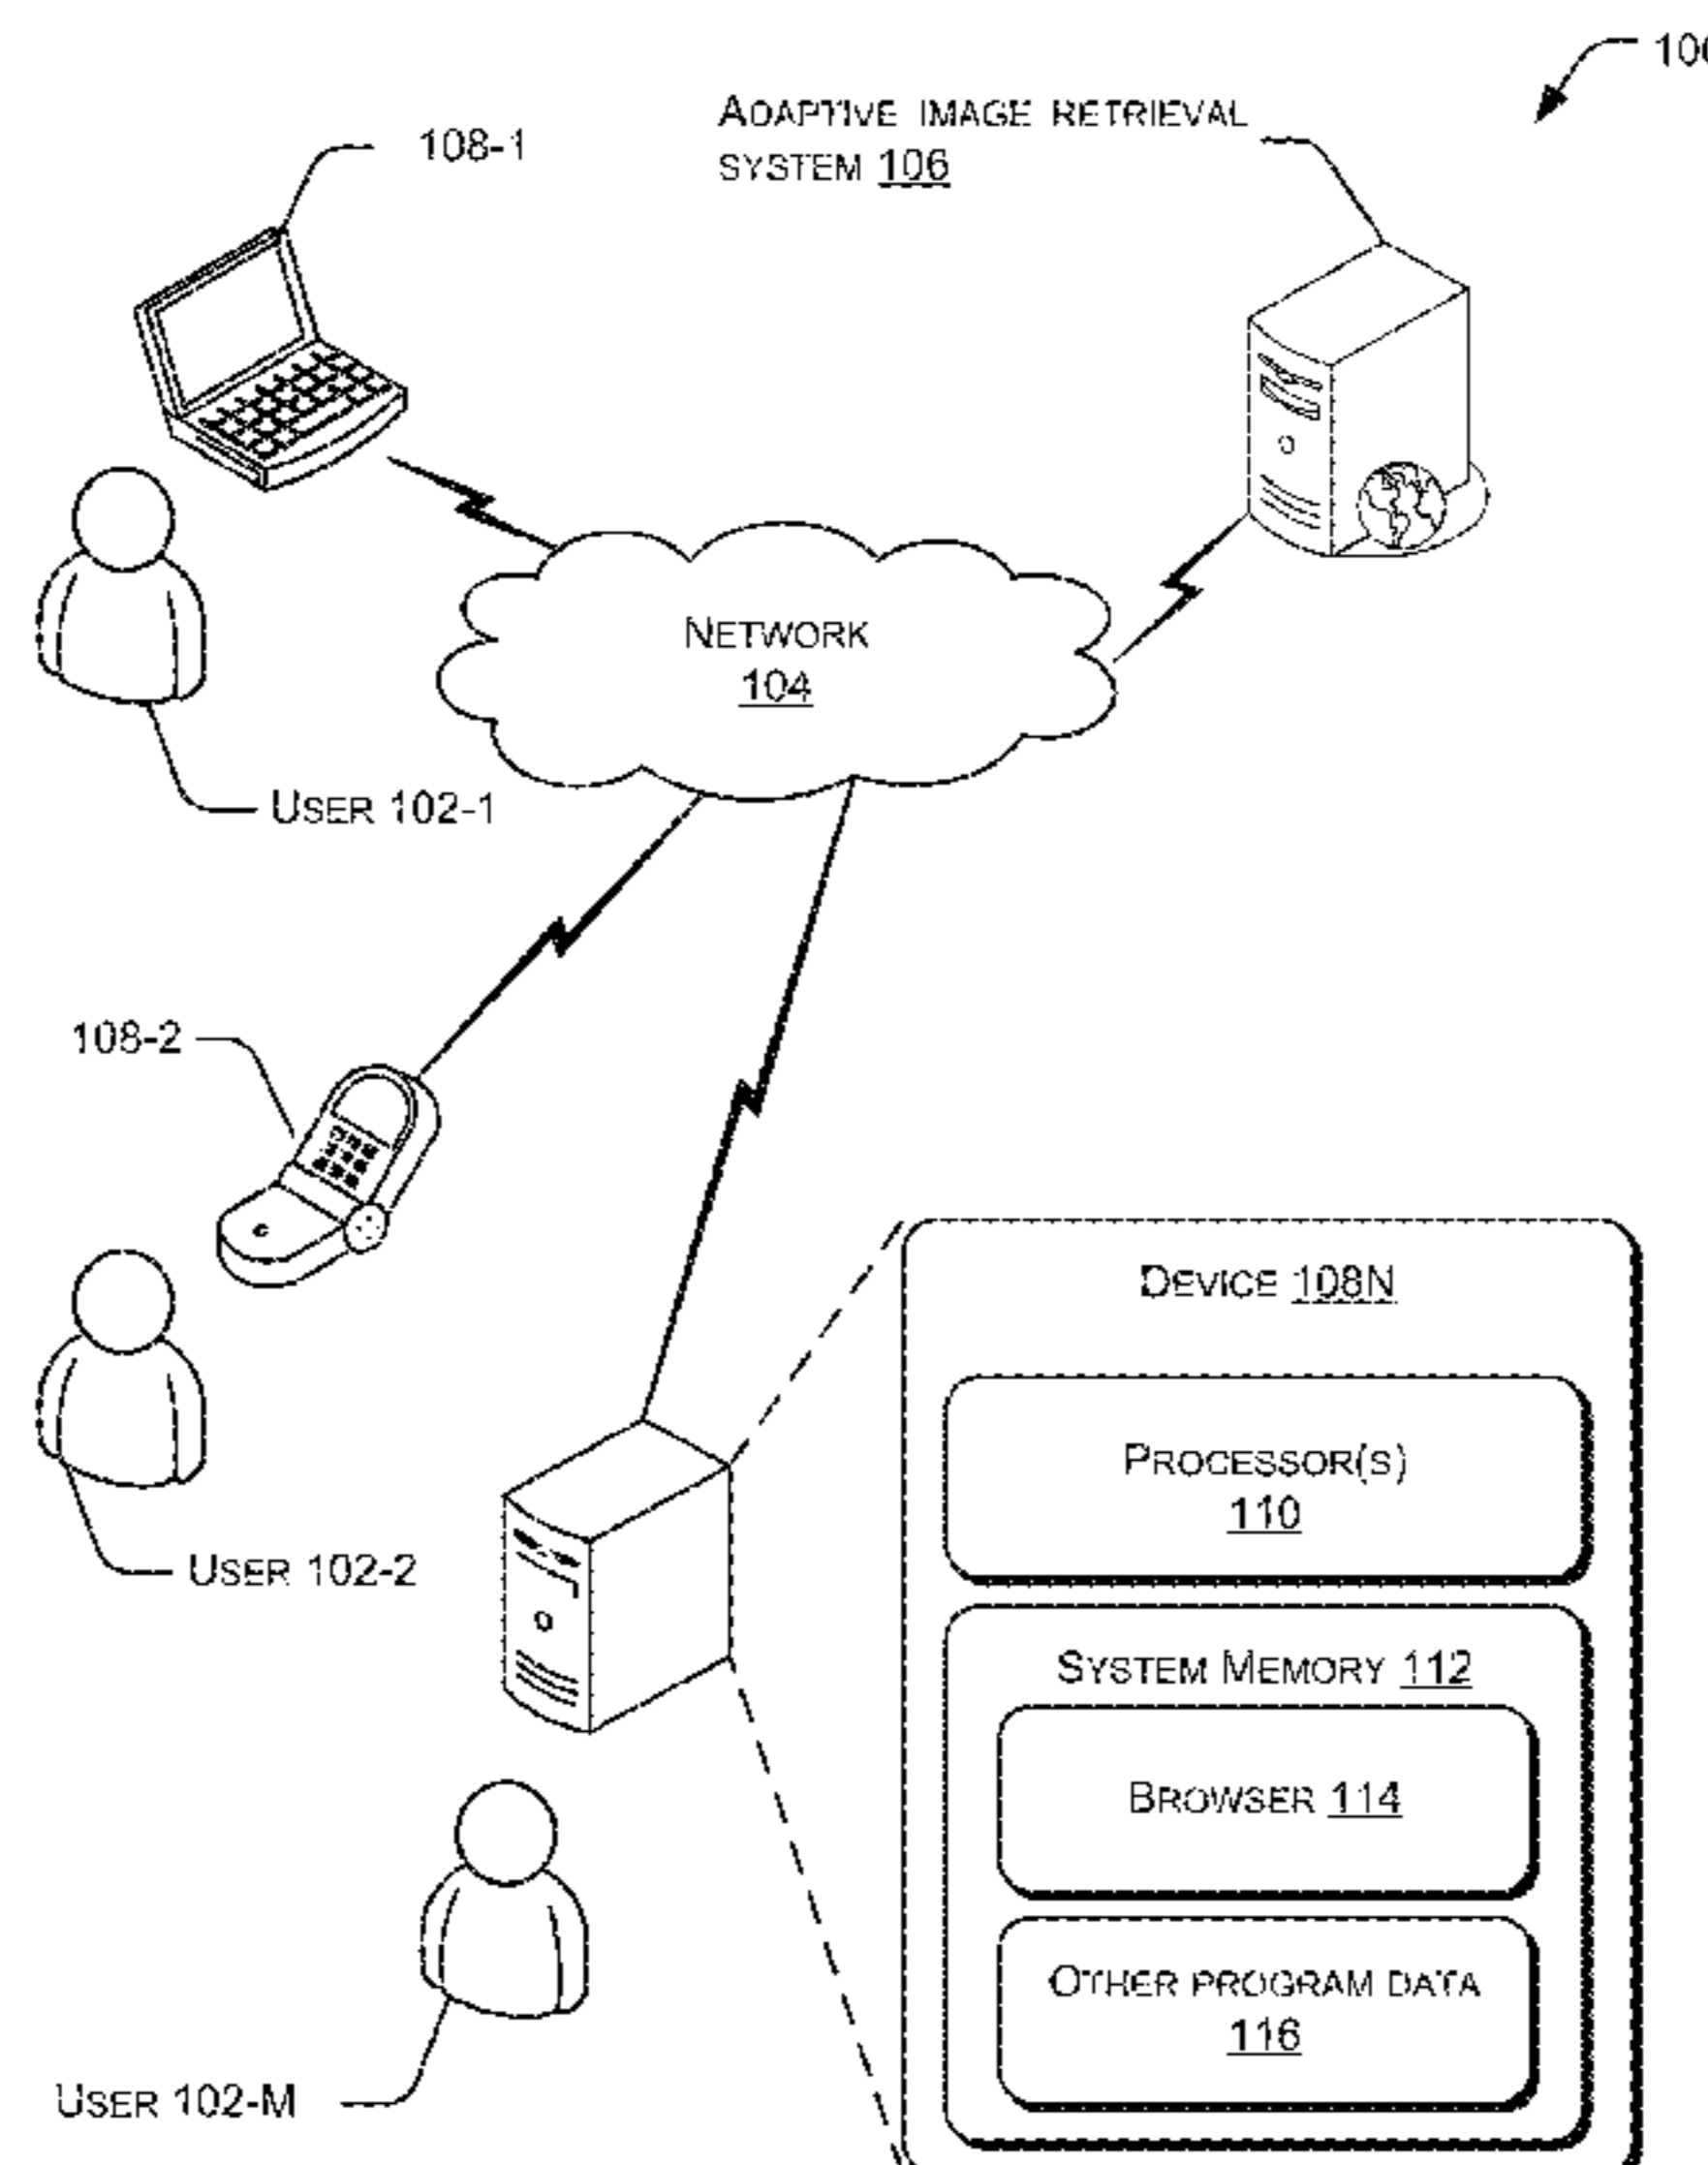 108-1
ADAPTIVE IMAGE RETRIEVAL
SYSTEM 106
NETWORK
104
USER 102-1
108-2
DEVICE 108N
PROCESSOR(S)
110
USER 102-2
SYSTEM MEMORY 112
BROWSER 114
OTHER PROGRAM DATA
116
USER 102-M